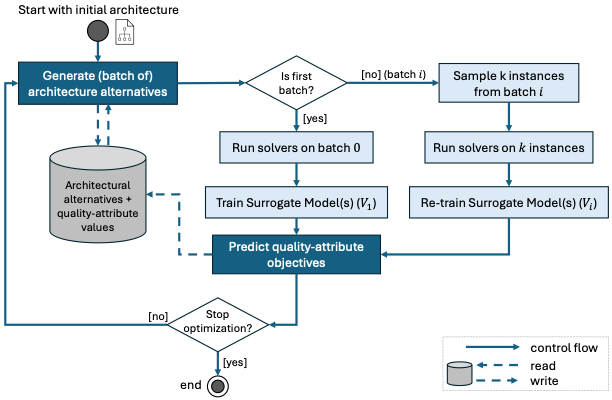 Start with initial architecture
Generate (batch of)
architecture alternatives
Is first
batch?
[no] (batch i)
Sample k instances
from batch i
[yes]
Run solvers on batch 0
Run solvers on k instances
Architectural
alternatives +
quality-attribute
values
Train Surrogate Model(s) (V₁)
Re-train Surrogate Model(s) (Vᵢ)
Predict quality-attribute
objectives
[no]
Stop
optimization?
[yes]
end
control flow
read
write